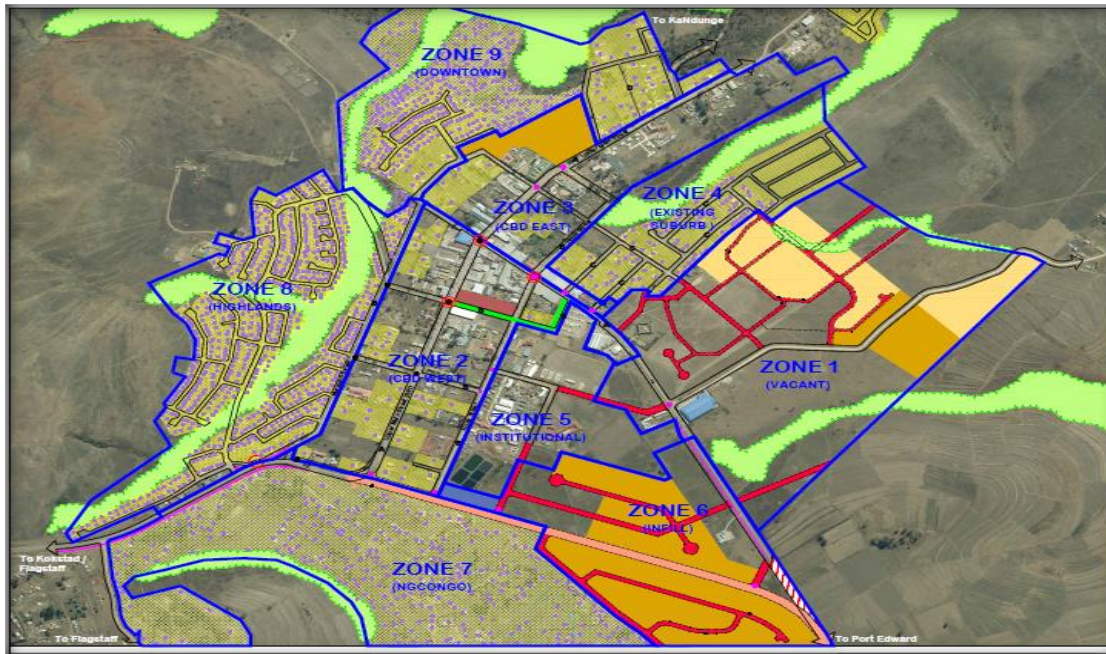 To KaNdunge
ZONE 9
(DOWNTOWN)
ZONE 4
(EXISTING
SUBURB)
ZONE 3
(CBD EAST)
ZONE 8
(HIGHLANDS)
ZONE 2
(CBD WEST)
ZONE 1
(VACANT)
ZONE 5
(INSTITUTIONAL)
ZONE 6
(INFILL)
ZONE 7
(NGCONGO)
To Kokstad /
Flagstaff
To Flagstaff
To Port Edward